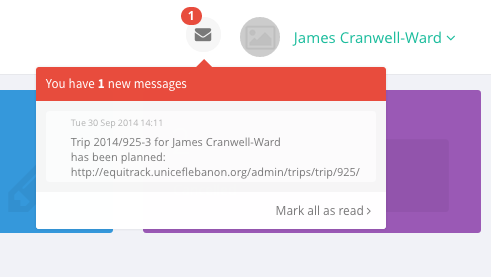 1
James Cranwell-Ward
You have 1 new messages
Tue 30 Sep 2014 14:11
Trip 2014/925-3 for James Cranwell-Ward
has been planned:
http://equitrack.uniceflebanon.org/admin/trips/trip/925/
Mark all as read